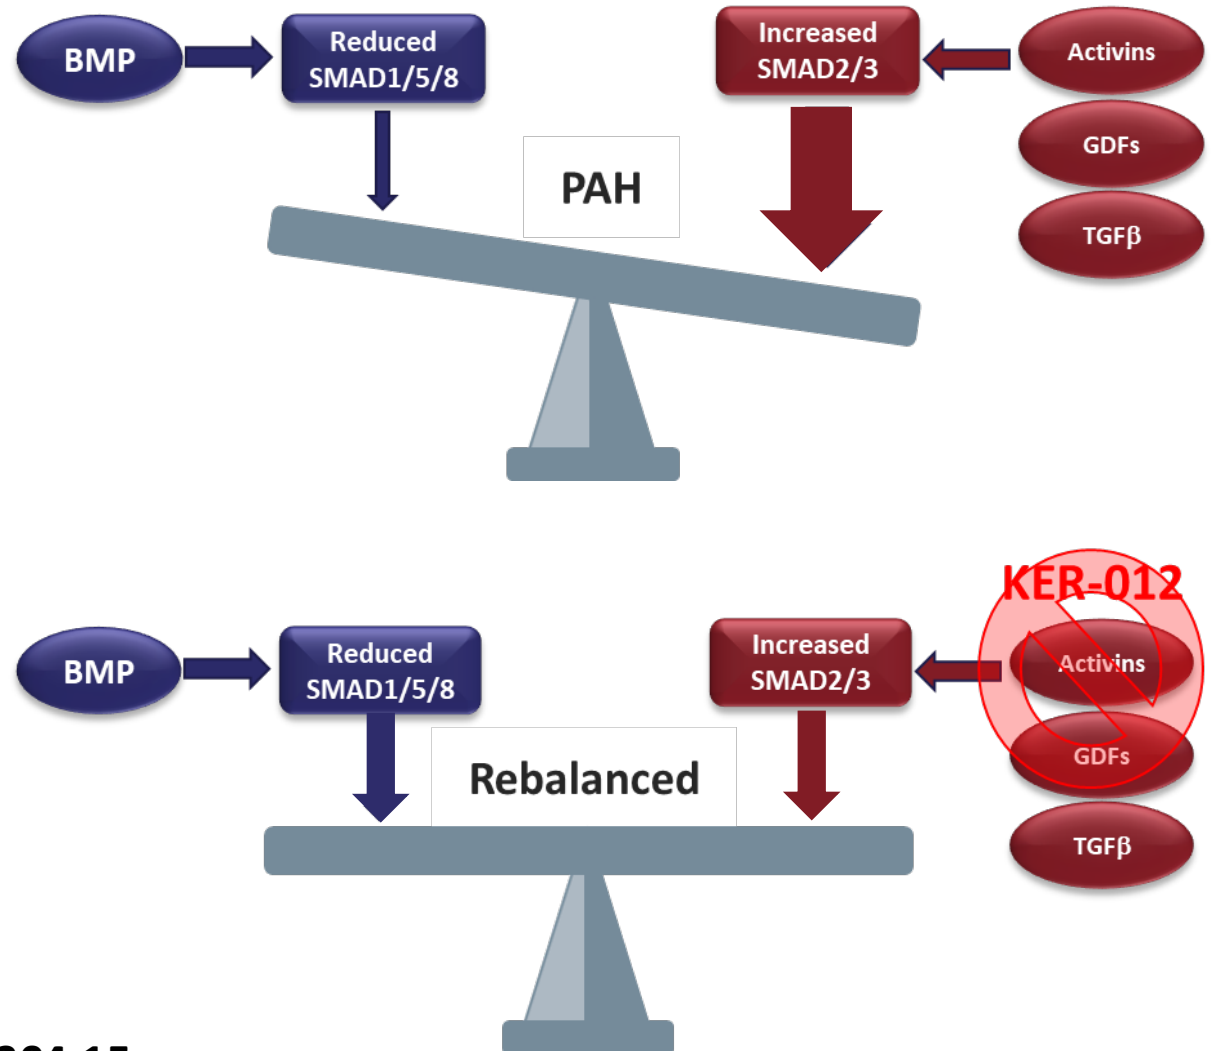 BMP
Reduced
SMAD1/5/8
Increased
SMAD2/3
Activins
GDFs
TGFβ
PAH
KER-012
BMP
Reduced
SMAD1/5/8
Increased
SMAD2/3
Activins
GDFs
TGFβ
Rebalanced